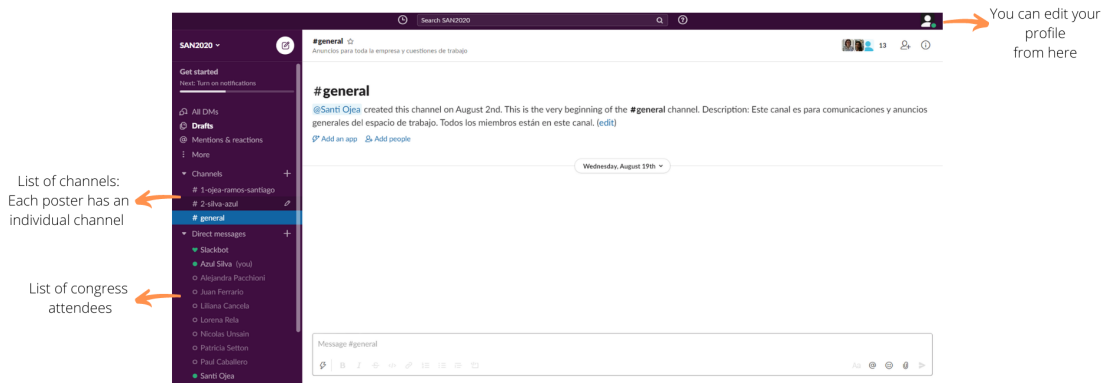 Search SAN2020
You can edit your
profile
from here
SAN2020
#general
Anuncios para toda la empresa y cuestiones de trabajo
13
Get started
Next: Turn on notifications
All DMs
Drafts
@ Mentions & reactions
More
Channels +
# 1-ojea-ramos-santiago
# 2-silva-azul
# general
Direct messages +
Slackbot
Azul Silva (you)
Alejandra Pacchioni
Juan Ferrario
Liliana Cancela
Lorena Rela
Nicolas Unsain
Patricia Setton
Paul Caballero
Santi Ojea
List of channels:
Each poster has an
individual channel
List of congress
attendees
#general
@Santi Ojea created this channel on August 2nd. This is the very beginning of the #general channel. Description: Este canal es para comunicaciones y anuncios
generales del espacio de trabajo. Todos los miembros están en este canal. (edit)
Add an app Add people
Wednesday, August 19th
Message #general
B I Aa @